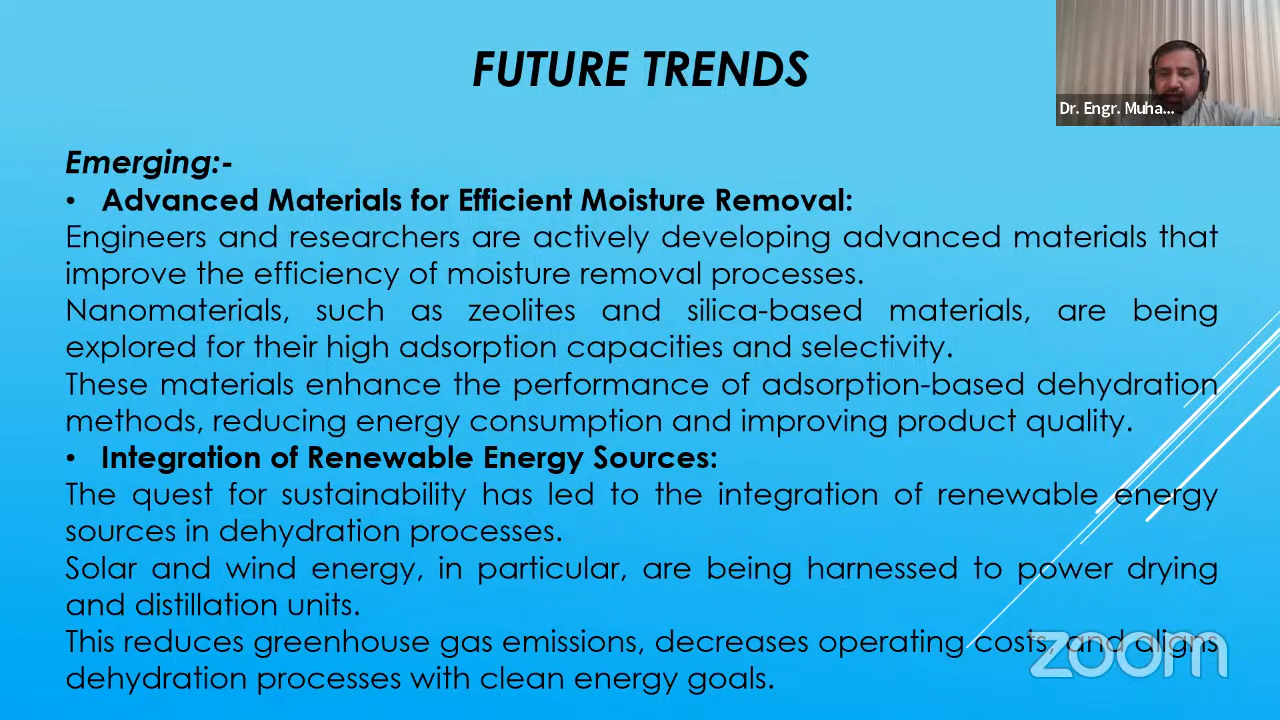 FUTURE TRENDS
Dr. Engr. Muha...
Emerging:-
• Advanced Materials for Efficient Moisture Removal:
Engineers and researchers are actively developing advanced materials that
improve the efficiency of moisture removal processes.
Nanomaterials, such as zeolites and silica-based materials, are being
explored for their high adsorption capacities and selectivity.
These materials enhance the performance of adsorption-based dehydration
methods, reducing energy consumption and improving product quality.
• Integration of Renewable Energy Sources:
The quest for sustainability has led to the integration of renewable energy
sources in dehydration processes.
Solar and wind energy, in particular, are being harnessed to power drying
and distillation units.
This reduces greenhouse gas emissions, decreases operating costs, and aligns
dehydration processes with clean energy goals.
zoom